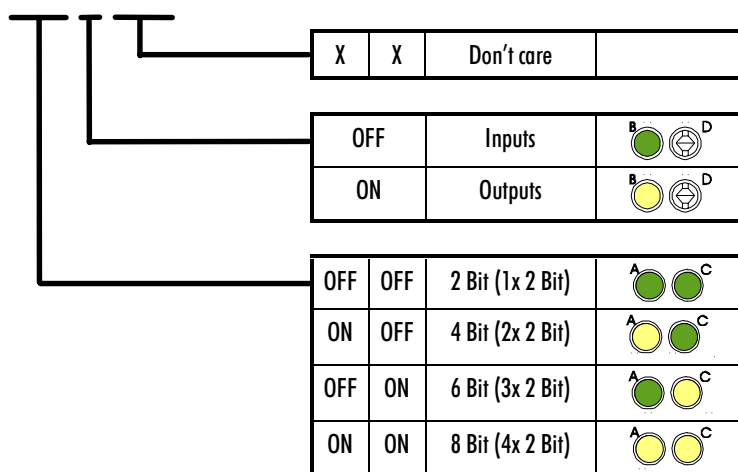 X X Don't care
OFF Inputs B D
ON Outputs B D
OFF OFF 2 Bit (1x 2 Bit) A C
ON OFF 4 Bit (2x 2 Bit) A C
OFF ON 6 Bit (3x 2 Bit) A C
ON ON 8 Bit (4x 2 Bit) A C